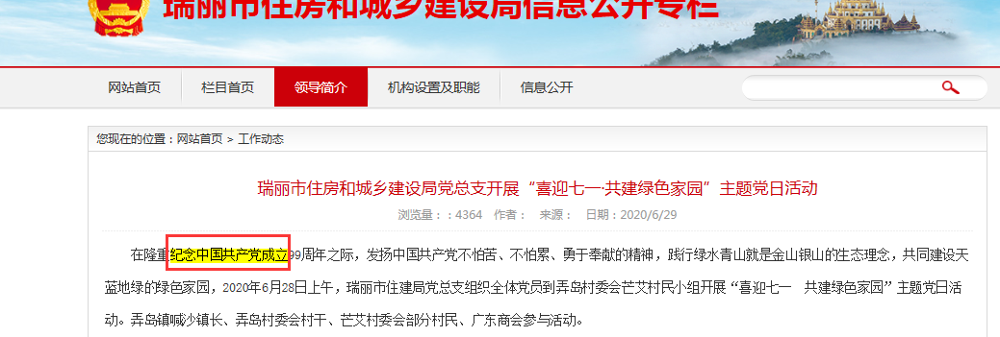 瑞丽市住房和城乡建设局信息公开专栏
网站首页 栏目首页 领导简介 机构设置及职能 信息公开
您现在的位置：网站首页 > 工作动态
瑞丽市住房和城乡建设局党总支开展“喜迎七一·共建绿色家园”主题党日活动
浏览量：：4364 作者： 来源： 日期：2020/6/29
在隆重纪念中国共产党成立99周年之际，发扬中国共产党不怕苦、不怕累、勇于奉献的精神，践行绿水青山就是金山银山的生态理念，共同建设天
蓝地绿的绿色家园，2020年6月28日上午，瑞丽市住建局党总支组织全体党员到弄岛村委会芒艾村民小组开展“喜迎七一 共建绿色家园”主题党日活
动。弄岛镇喊沙镇长、弄岛村委会村干、芒艾村委会部分村民、广东商会参与活动。